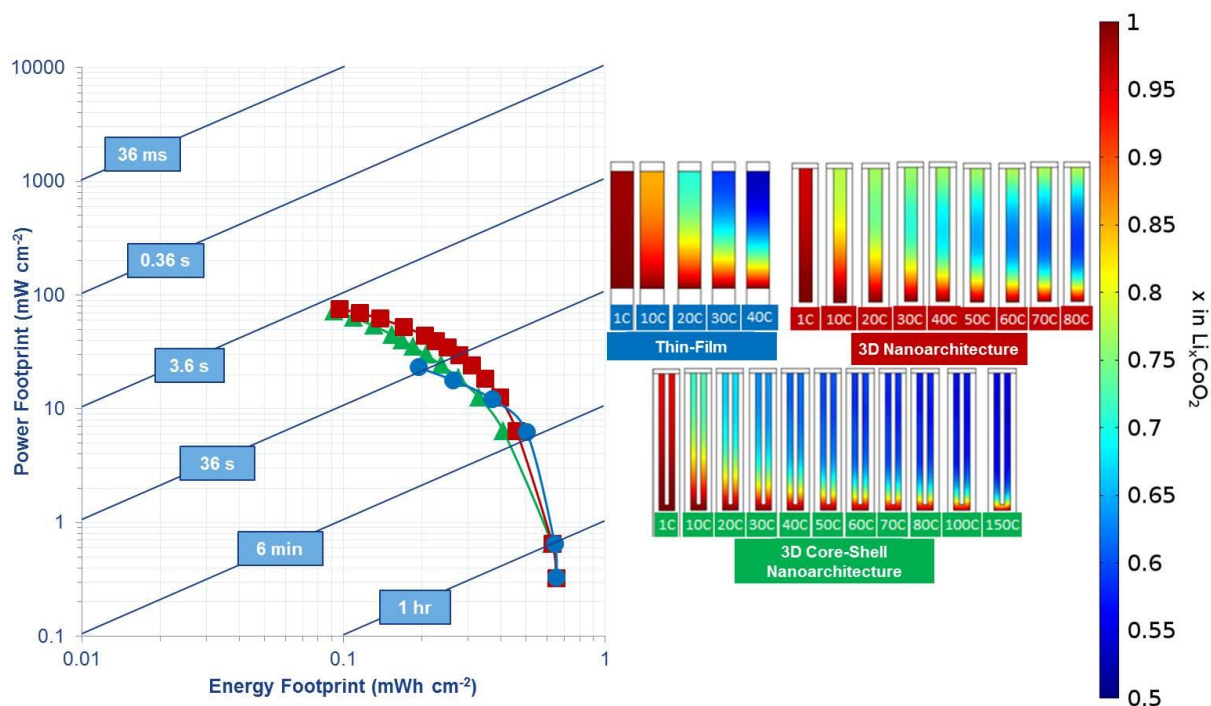 10000
1000
100
10
1
0.1
0.01
0.1
1
Power Footprint (mW cm⁻²)
Energy Footprint (mWh cm⁻²)
36 ms
0.36 s
3.6 s
36 s
6 min
1 hr
1C 10C 20C 30C 40C
Thin-Film
1C 10C 20C 30C 40C 50C 60C 70C 80C
3D Nanoarchitecture
1C 10C 20C 30C 40C 50C 60C 70C 80C 100C 150C
3D Core-Shell
Nanoarchitecture
1
0.95
0.9
0.85
0.8
0.75
0.7
0.65
0.6
0.55
0.5
x in LiₓCoO₂